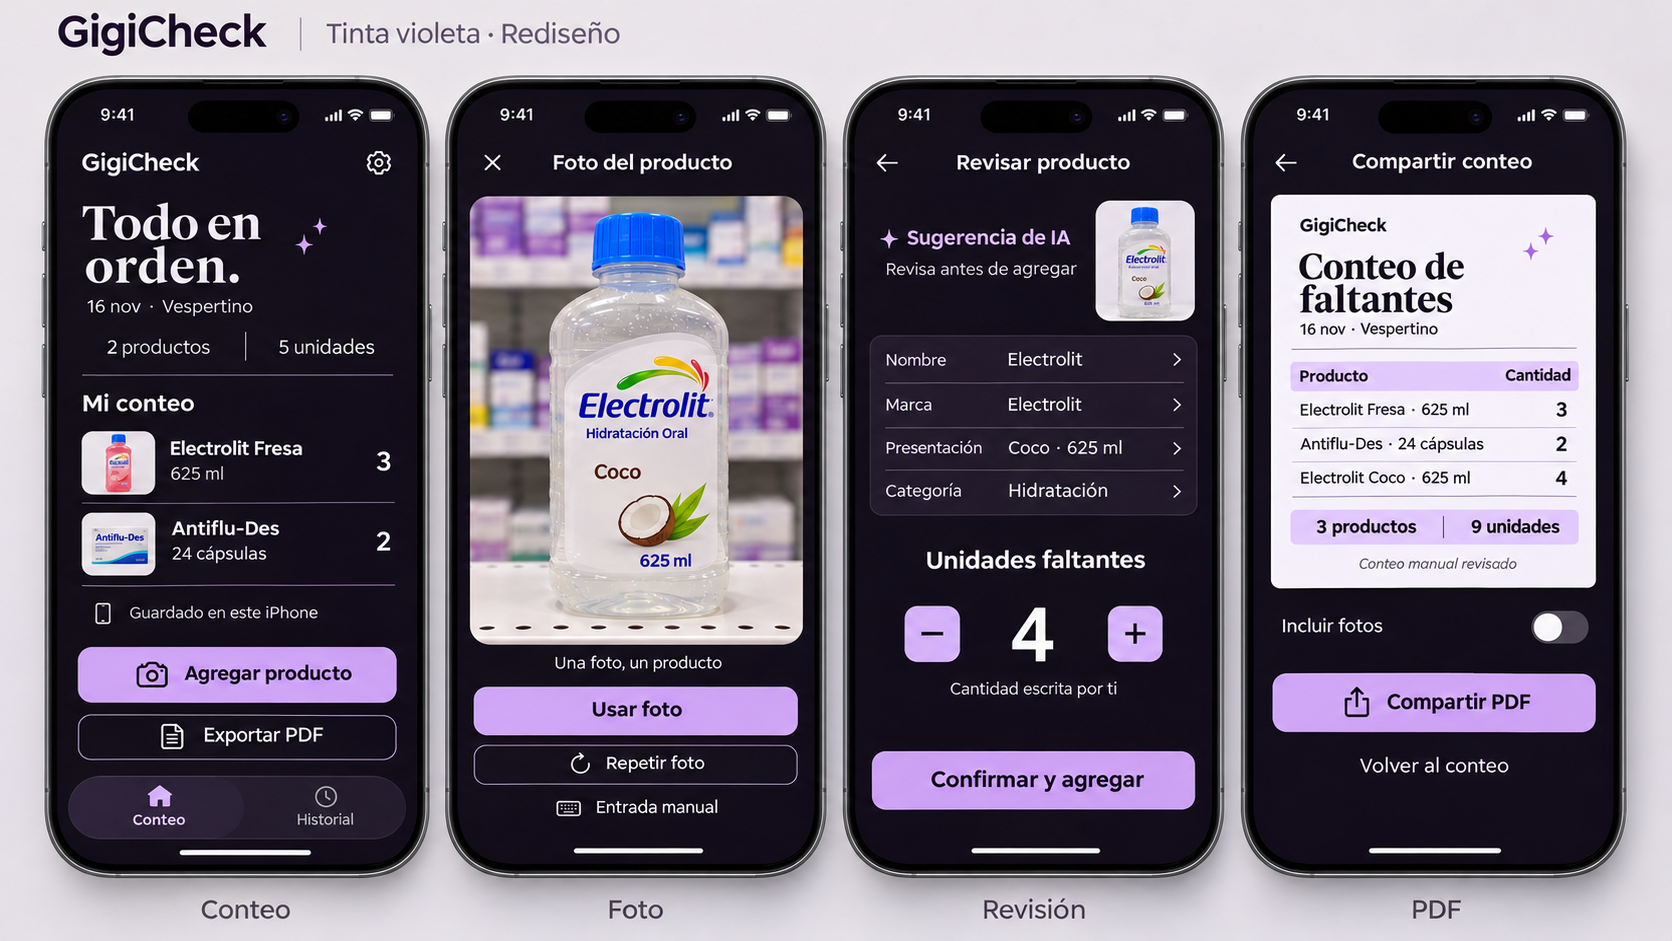 GigiCheck
Tinta violeta · Rediseño
9:41
GigiCheck
Todo en
orden.
16 nov · Vespertino
2 productos
5 unidades
Mi conteo
Electrolit Fresa
625 ml
3
Antiflu-Des
Antiflu-Des
24 cápsulas
2
Guardado en este iPhone
Agregar producto
Exportar PDF
Conteo
Historial
Conteo
9:41
Foto del producto
Electrolit
Hidratación Oral
Coco
625 ml
Una foto, un producto
Usar foto
Repetir foto
Entrada manual
Foto
9:41
Revisar producto
Sugerencia de IA
Revisa antes de agregar
Electrolit
Coco
Nombre
Electrolit
Marca
Electrolit
Presentación
Coco · 625 ml
Categoría
Hidratación
Unidades faltantes
− 4 +
Cantidad escrita por ti
Confirmar y agregar
Revisión
9:41
Compartir conteo
GigiCheck
Conteo de
faltantes
16 nov · Vespertino
Producto Cantidad
Electrolit Fresa · 625 ml 3
Antiflu-Des · 24 cápsulas 2
Electrolit Coco · 625 ml 4
3 productos
9 unidades
Conteo manual revisado
Incluir fotos
Compartir PDF
Volver al conteo
PDF